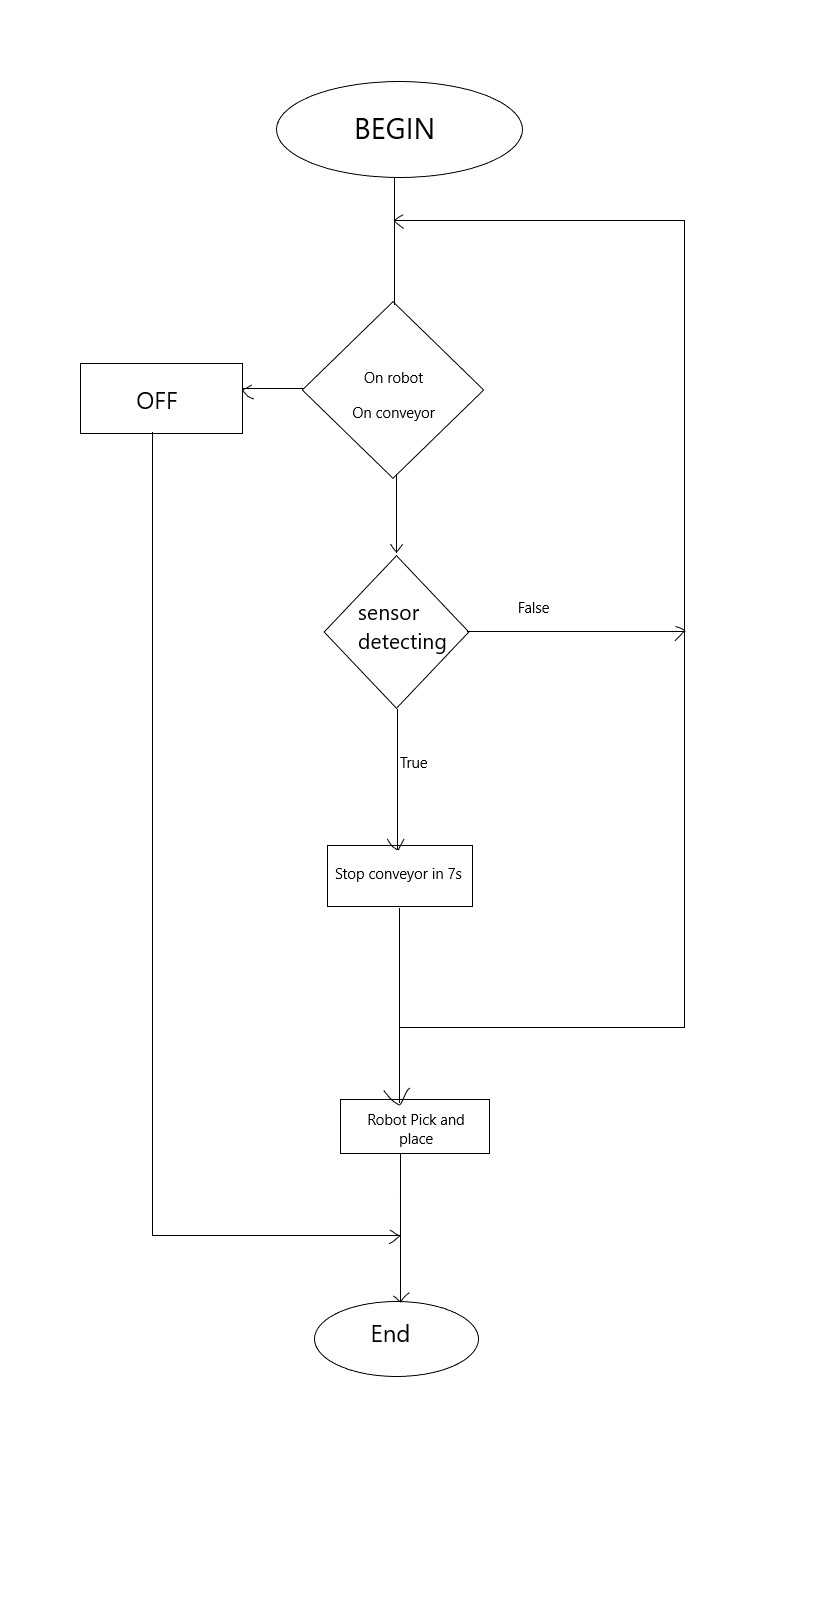 BEGIN
On robot
On conveyor
OFF
sensor
detecting
False
True
Stop conveyor in 7s
Robot Pick and
place
End